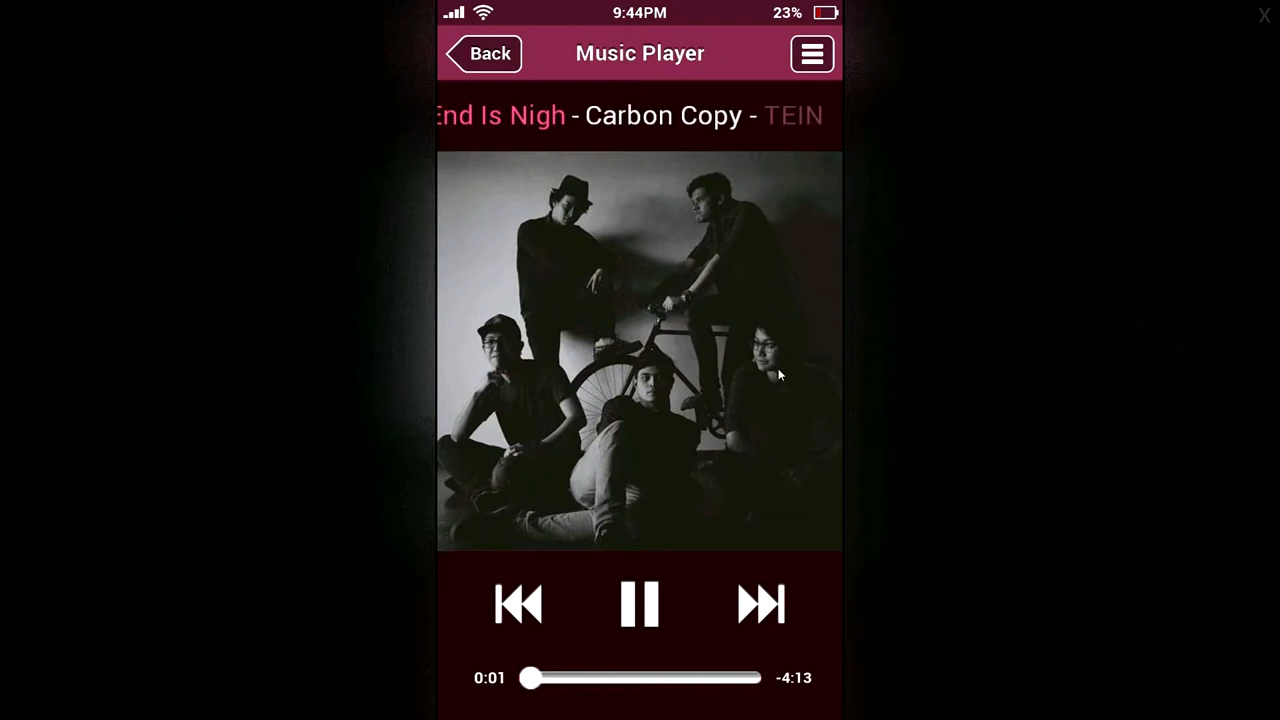 9:44PM
23%
Back
Music Player
End Is Nigh - Carbon Copy - TEIN
0:01
-4:13
X